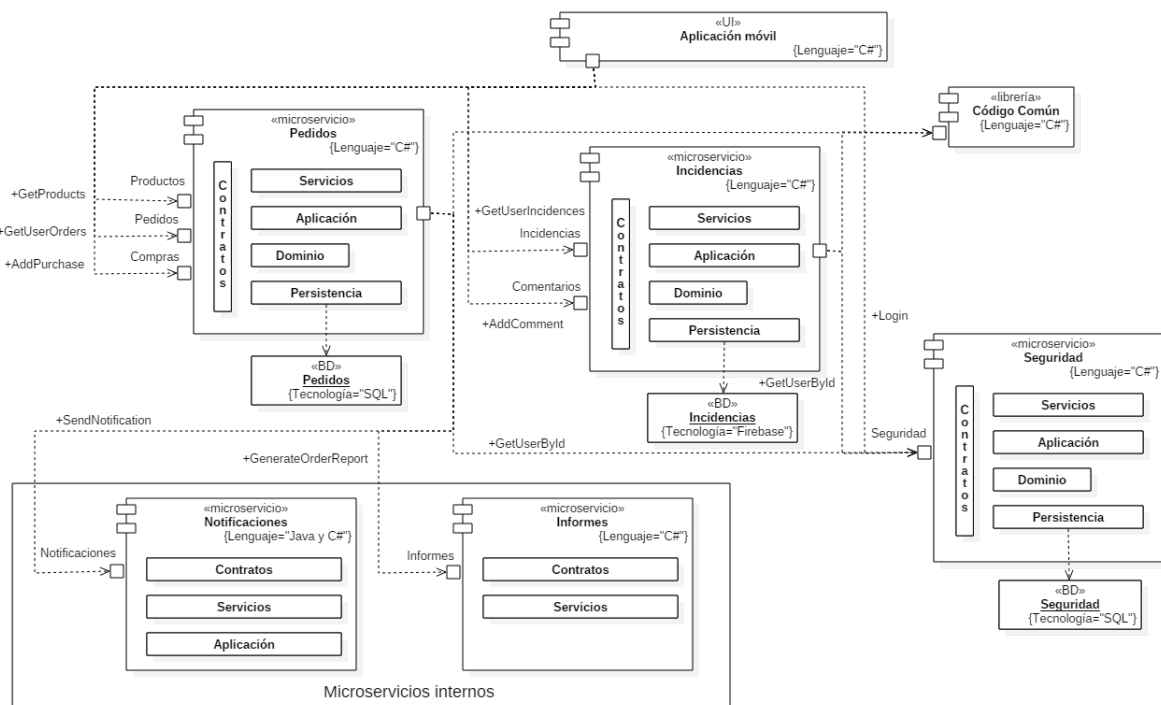 «UI»
Aplicación móvil
{Lenguaje="C#"}
«librería»
Código Común
{Lenguaje="C#"}
«microservicio»
Pedidos
{Lenguaje="C#"}
Contratos
Servicios
Aplicación
Dominio
Persistencia
Productos
+GetProducts
Pedidos
+GetUserOrders
Compras
+AddPurchase
«BD»
Pedidos
{Tecnología="SQL"}
«microservicio»
Incidencias
{Lenguaje="C#"}
Contratos
Servicios
Aplicación
Dominio
Persistencia
+GetUserIncidences
Incidencias
Comentarios
+AddComment
«BD»
Incidencias
{Tecnología="Firebase"}
+Login
+GetUserById
+GetUserById
Seguridad
«microservicio»
Seguridad
{Lenguaje="C#"}
Contratos
Servicios
Aplicación
Dominio
Persistencia
«BD»
Seguridad
{Tecnología="SQL"}
+SendNotification
+GenerateOrderReport
«microservicio»
Notificaciones
{Lenguaje="Java y C#"}
Notificaciones
Contratos
Servicios
Aplicación
«microservicio»
Informes
{Lenguaje="C#"}
Informes
Contratos
Servicios
Microservicios internos